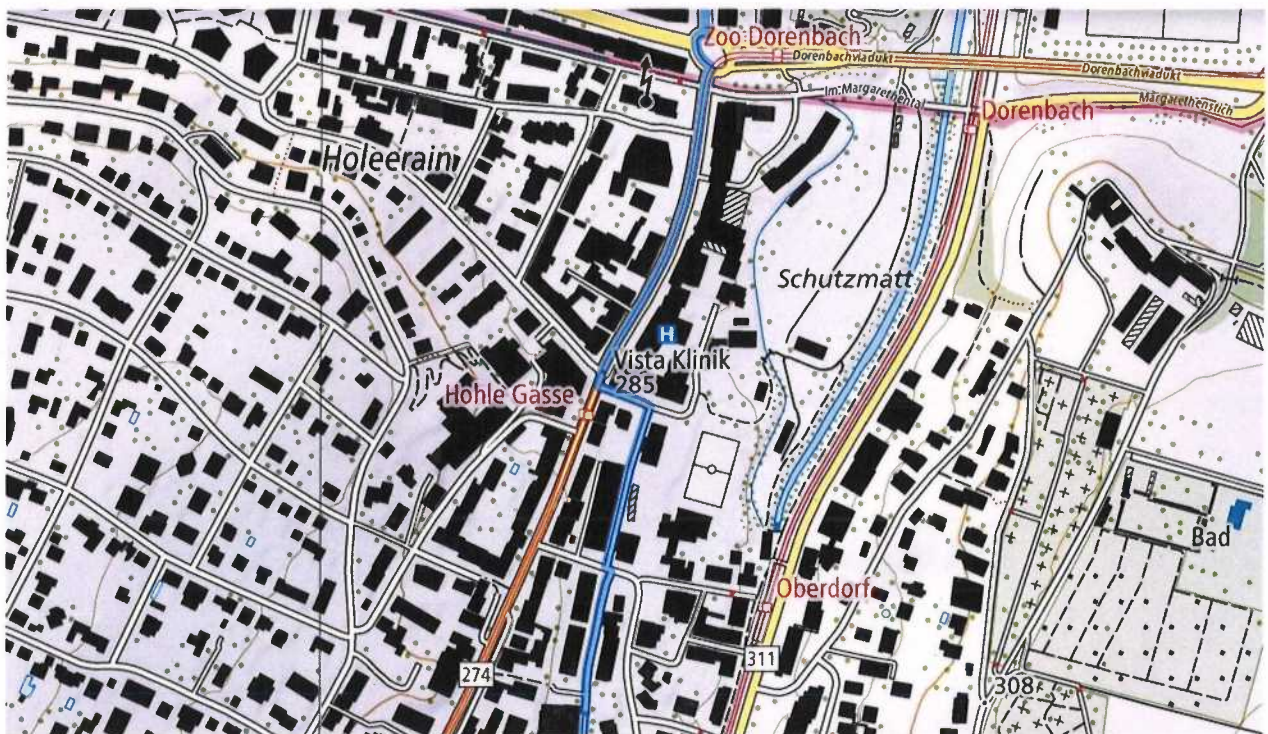 Zoo Dorenbach
Dorenbachviadukt
Dorenbachviadukt
Im Margarethental
Margarethenstich
Dorenbach
Holeerain
Schutzmatt
H
Vista Klinik
285
Hohle Gasse
Bad
Oberdorf
311
274
308